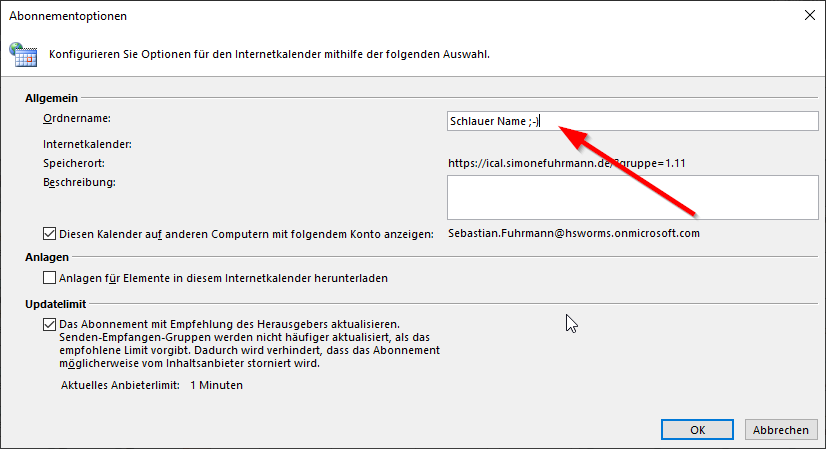 Abonnementoptionen
Konfigurieren Sie Optionen für den Internetkalender mithilfe der folgenden Auswahl.
Allgemein
Ordnername: Schlauer Name ;-)
Internetkalender:
Speicherort: https://ical.simonefuhrmann.de/?gruppe=1.11
Beschreibung:
Diesen Kalender auf anderen Computern mit folgendem Konto anzeigen: Sebastian.Fuhrmann@hsworms.onmicrosoft.com
Anlagen
Anlagen für Elemente in diesem Internetkalender herunterladen
Updatelimit
Das Abonnement mit Empfehlung des Herausgebers aktualisieren.
Senden-Empfangen-Gruppen werden nicht häufiger aktualisiert, als das
empfohlene Limit vorgibt. Dadurch wird verhindert, dass das Abonnement
möglicherweise vom Inhaltsanbieter storniert wird.
Aktuelles Anbieterlimit: 1 Minuten
OK Abbrechen